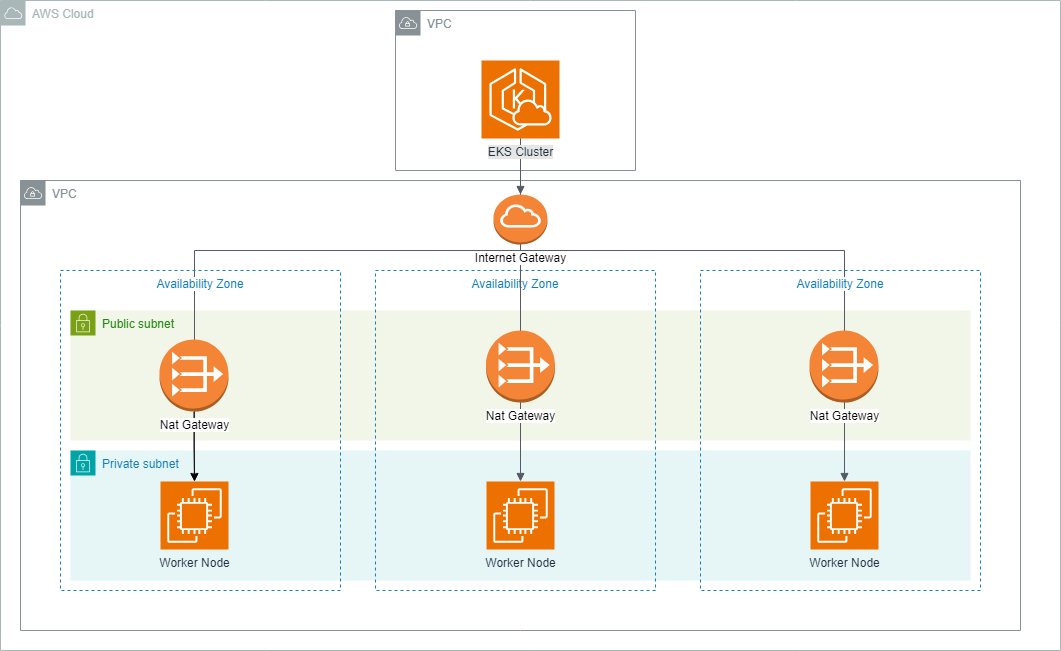 AWS Cloud
VPC
EKS Cluster
VPC
Internet Gateway
Availability Zone
Availability Zone
Availability Zone
Public subnet
Nat Gateway
Nat Gateway
Nat Gateway
Private subnet
Worker Node
Worker Node
Worker Node